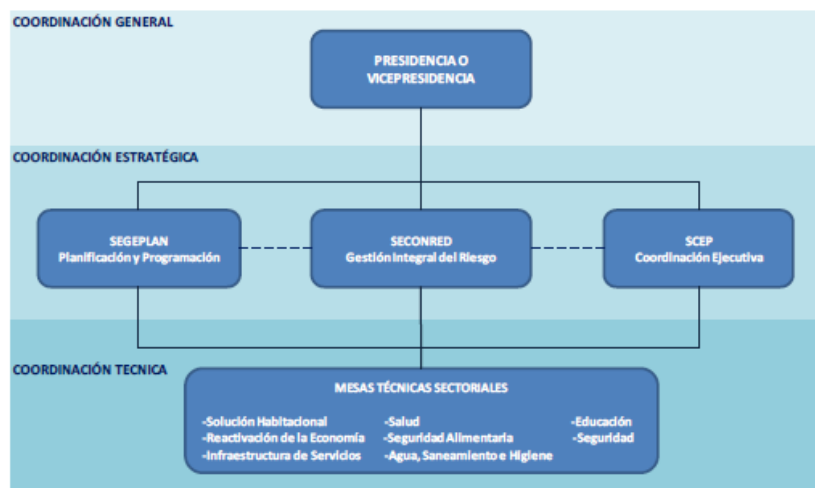 COORDINACIÓN GENERAL
PRESIDENCIA O
VICEPRESIDENCIA
COORDINACIÓN ESTRATÉGICA
SEGEPLAN
Planificación y Programación
SECONRED
Gestión Integral del Riesgo
SCEP
Coordinación Ejecutiva
COORDINACIÓN TECNICA
MESAS TÉCNICAS SECTORIALES
-Solución Habitacional
-Reactivación de la Economía
-Infraestructura de Servicios
-Salud
-Seguridad Alimentaria
-Agua, Saneamiento e Higiene
-Educación
-Seguridad